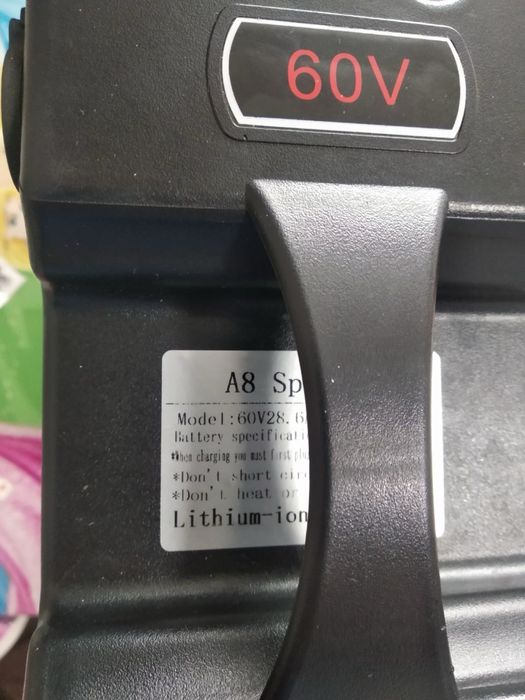 60V
A8 Sp
Model:60V28.6
Battery specificati
*When charging you must first plu
*Don't short circ
*Don't heat or
Lithium-ion